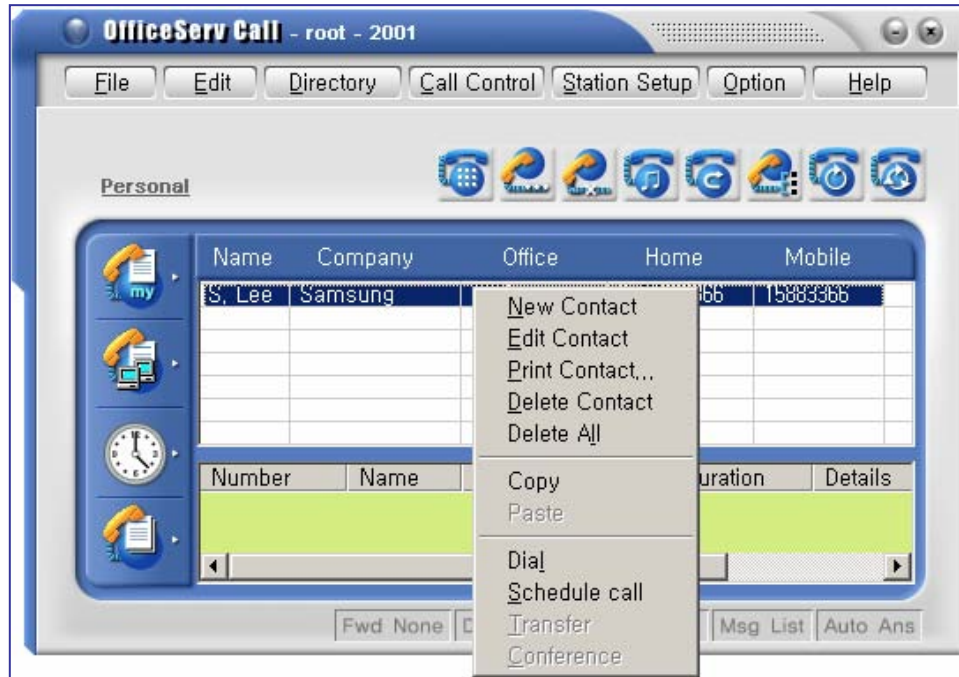 OfficeServ Call - root - 2001
File Edit Directory Call Control Station Setup Option Help
Personal
my
Name Company Office Home Mobile
S, Lee Samsung 15883366
New Contact
Edit Contact
Print Contact...
Delete Contact
Delete All
Number Name Details
Copy
Paste
Dial
Schedule call
Fwd None Transfer Msg List Auto Ans
Conference